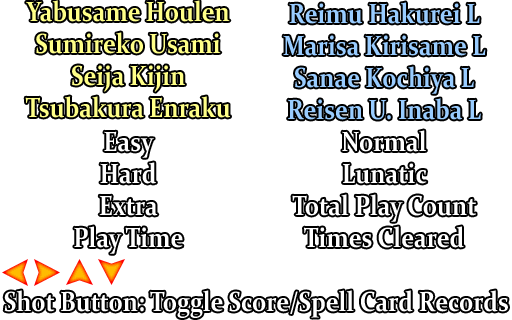 Yabusame Houlen Reimu Hakurei L
Sumireko Usami Marisa Kirisame L
Seija Kijin Sanae Kochiya L
Tsubakura Enraku Reisen U. Inaba L
Easy Normal
Hard Lunatic
Extra Total Play Count
Play Time Times Cleared
Shot Button: Toggle Score/Spell Card Records